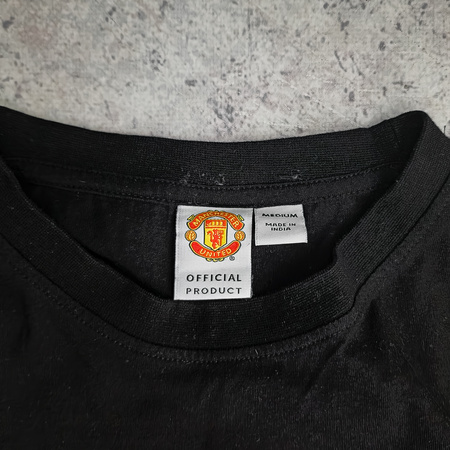 MANCHESTER
UNITED
®
OFFICIAL
PRODUCT
MEDIUM
MADE IN
INDIA